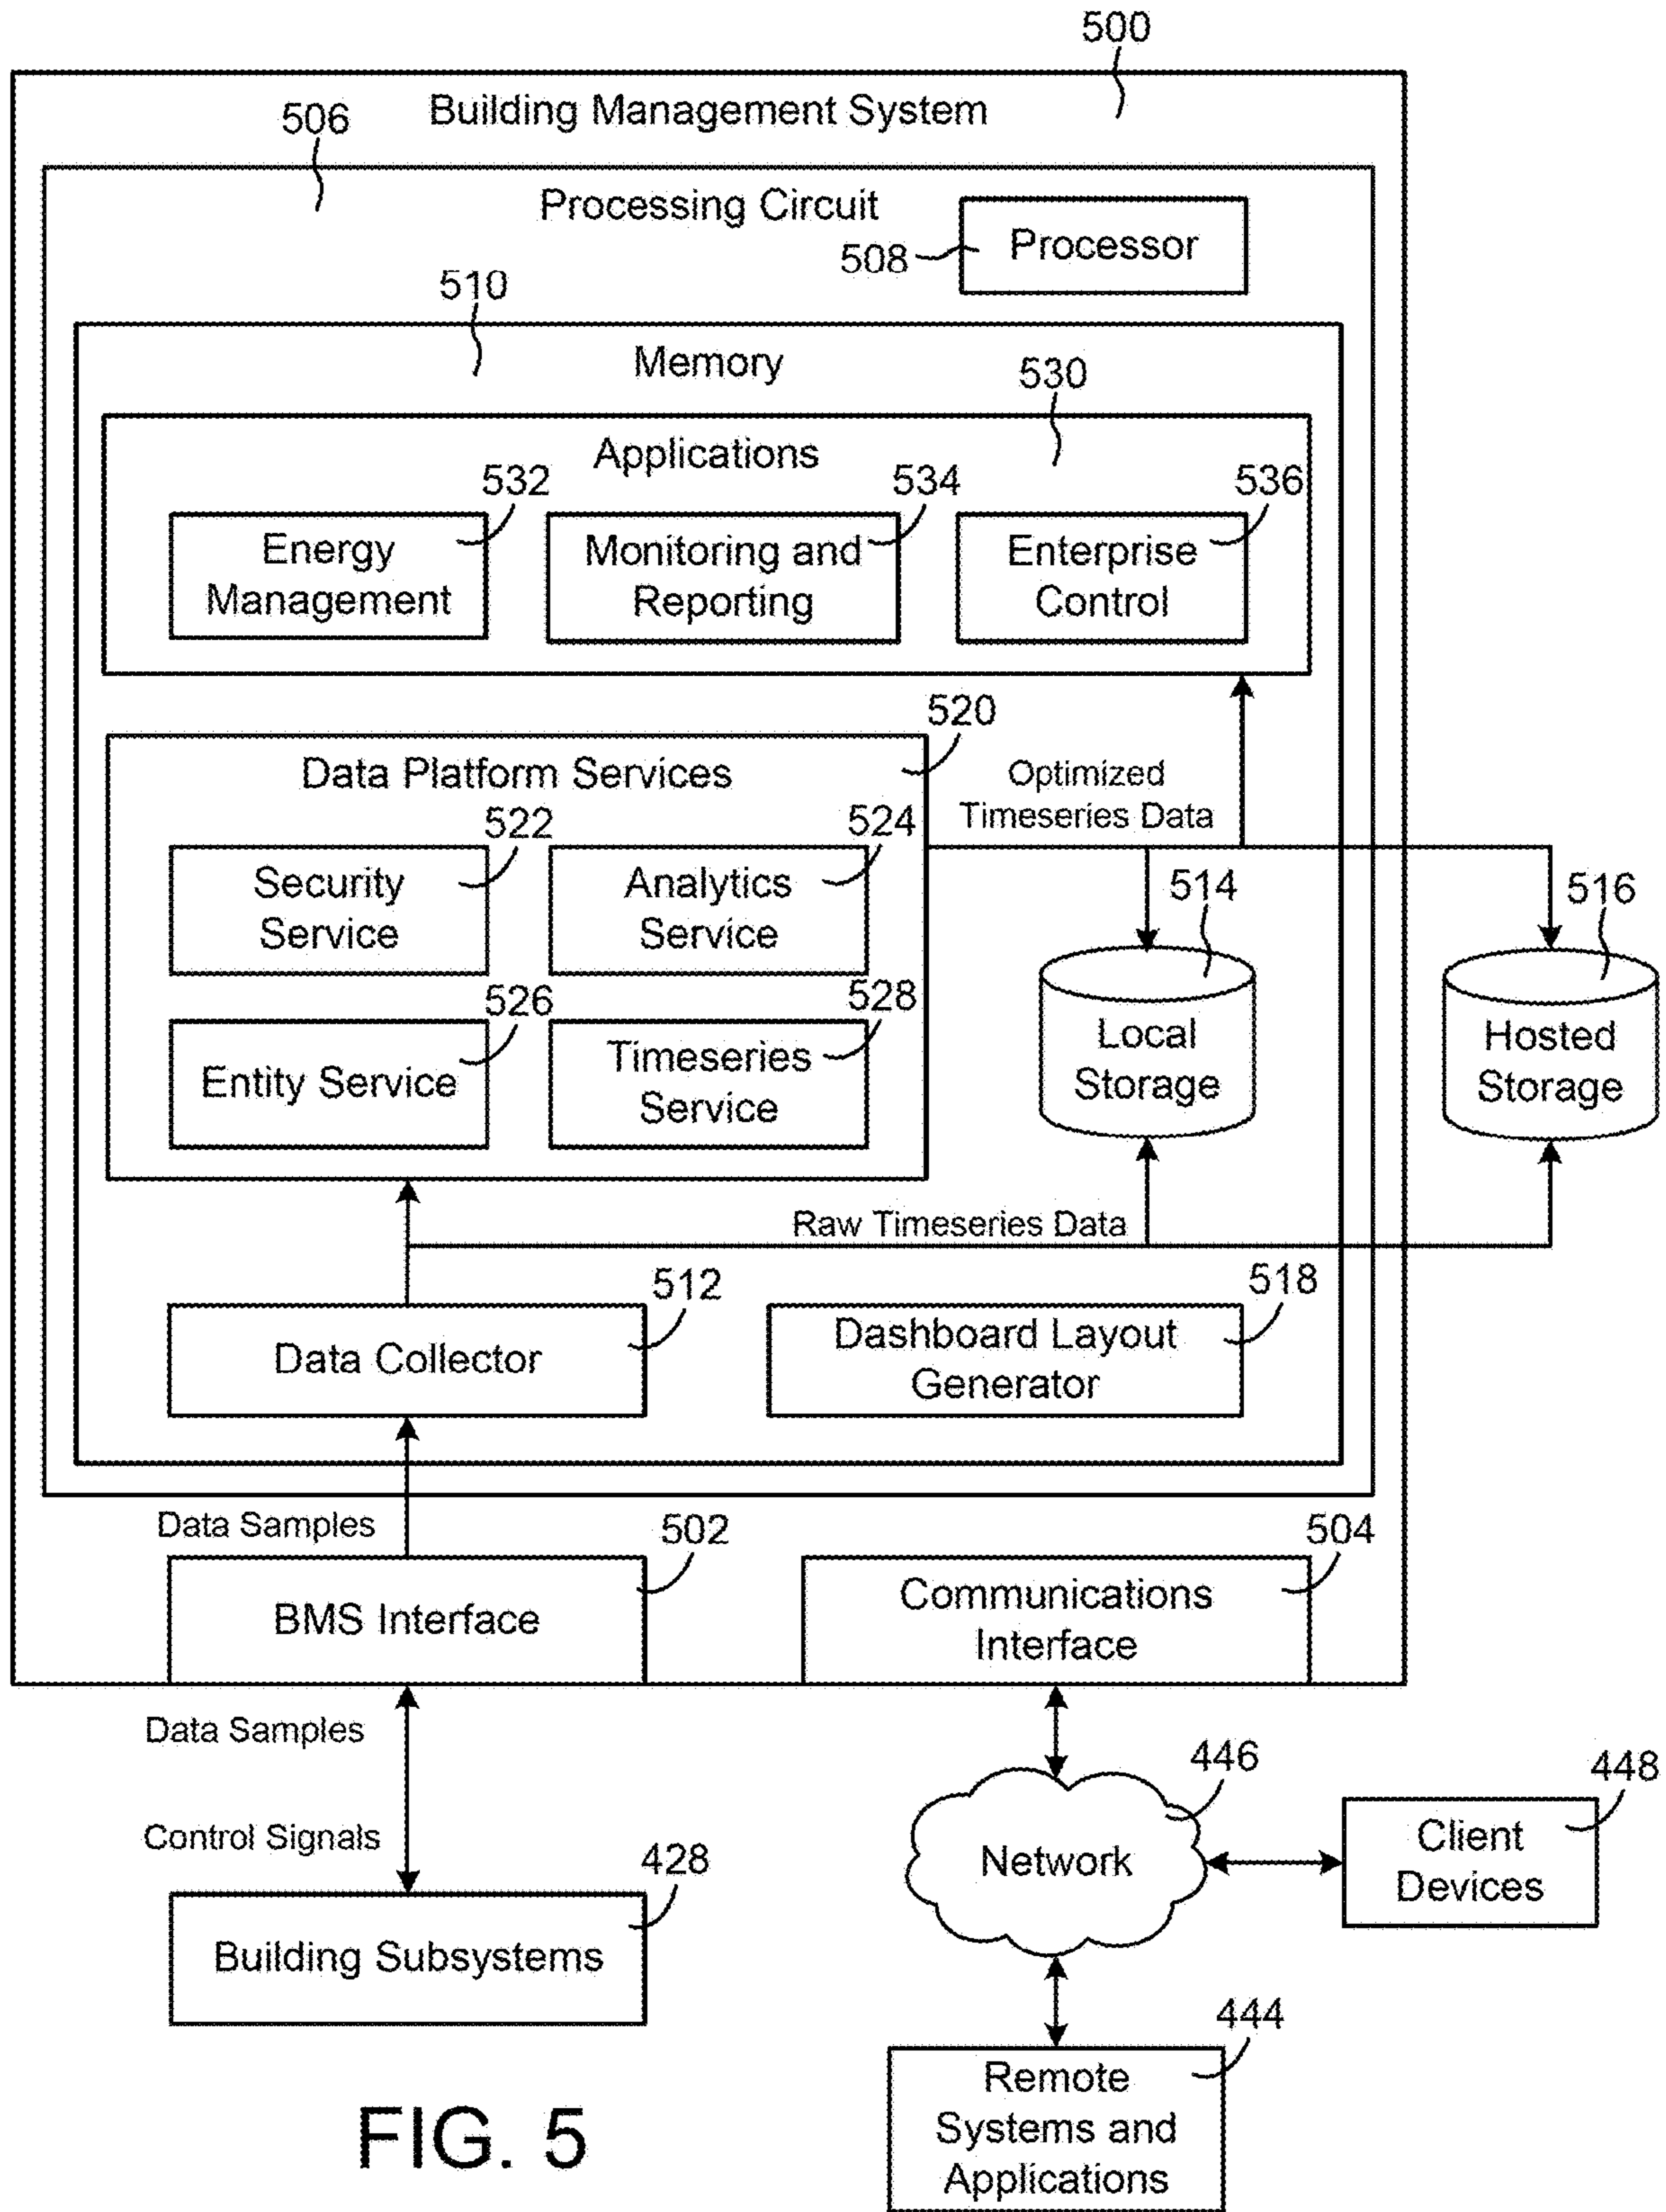 500
Building Management System
506
Processing Circuit
508
Processor
510
Memory
530
Applications
532
534
536
Energy
Management
Monitoring and
Reporting
Enterprise
Control
520
Data Platform Services
Optimized
Timeseries Data
522
524
Security
Service
Analytics
Service
514
516
526
528
Entity Service
Timeseries
Service
Local
Storage
Hosted
Storage
Raw Timeseries Data
512
518
Data Collector
Dashboard Layout
Generator
Data Samples
502
504
BMS Interface
Communications
Interface
Data Samples
446
448
Control Signals
Network
Client
Devices
428
Building Subsystems
444
Remote
Systems and
Applications
FIG. 5